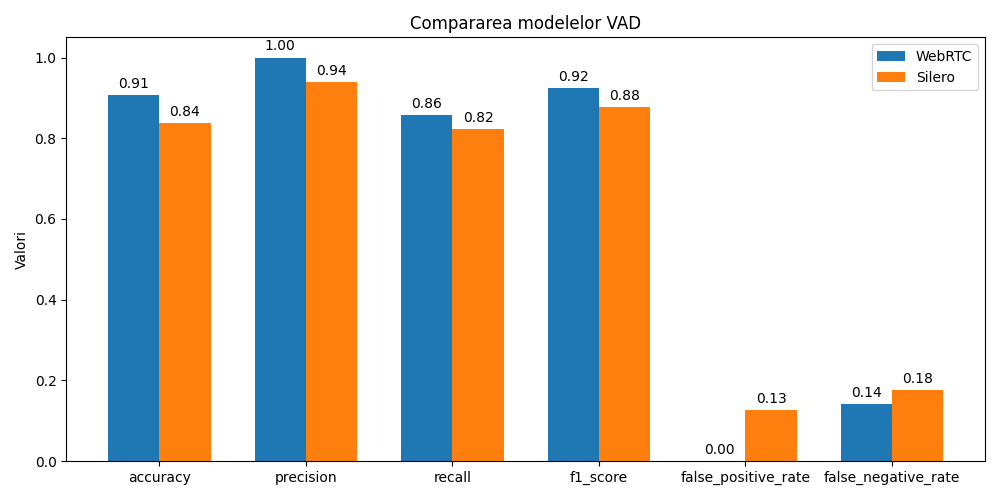 Compararea modelelor VAD
WebRTC
Silero
Valori
1.0
0.8
0.6
0.4
0.2
0.0
0.91
0.84
1.00
0.94
0.86
0.82
0.92
0.88
0.00
0.13
0.14
0.18
accuracy
precision
recall
f1_score
false_positive_rate
false_negative_rate